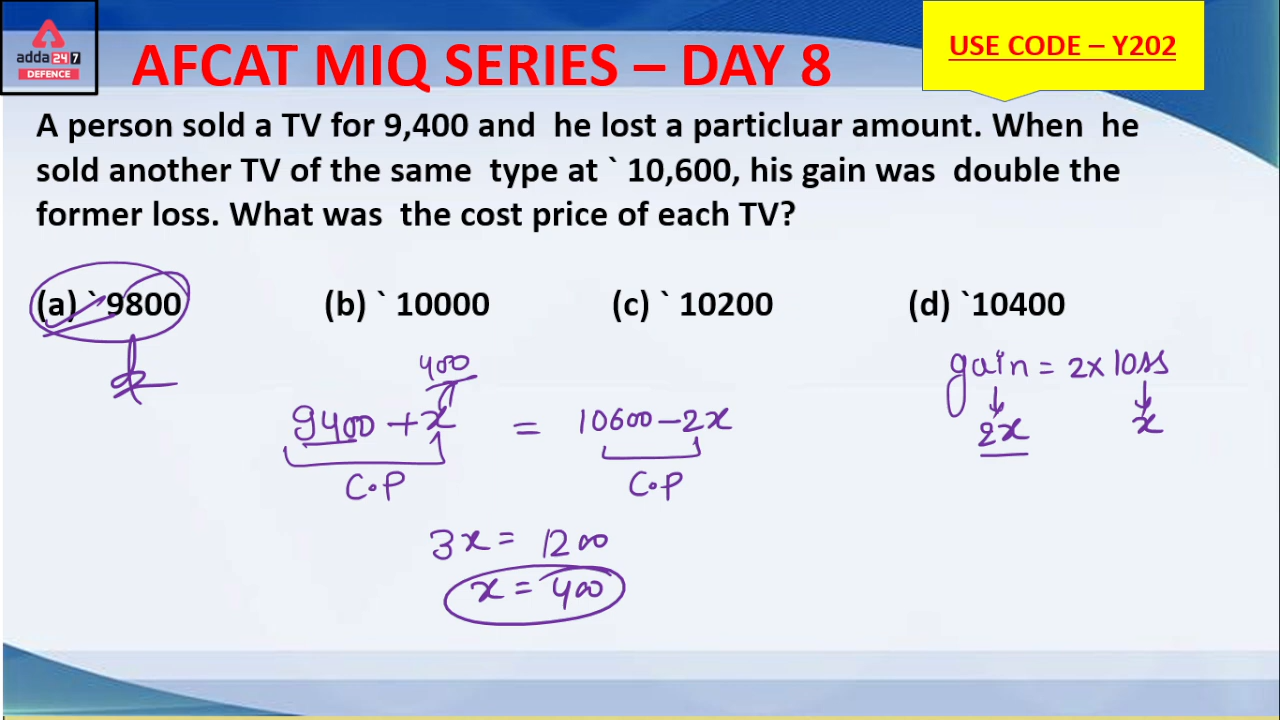 adda 247
DEFENCE
AFCAT MIQ SERIES – DAY 8
USE CODE – Y202
A person sold a TV for 9,400 and he lost a particluar amount. When he
sold another TV of the same type at ` 10,600, his gain was double the
former loss. What was the cost price of each TV?
(a) ` 9800 (b) ` 10000 (c) ` 10200 (d) `10400
400
gain = 2x loss
9400 + x = 10600 – 2x
2x x
C.P C.P
3x = 1200
x = 400